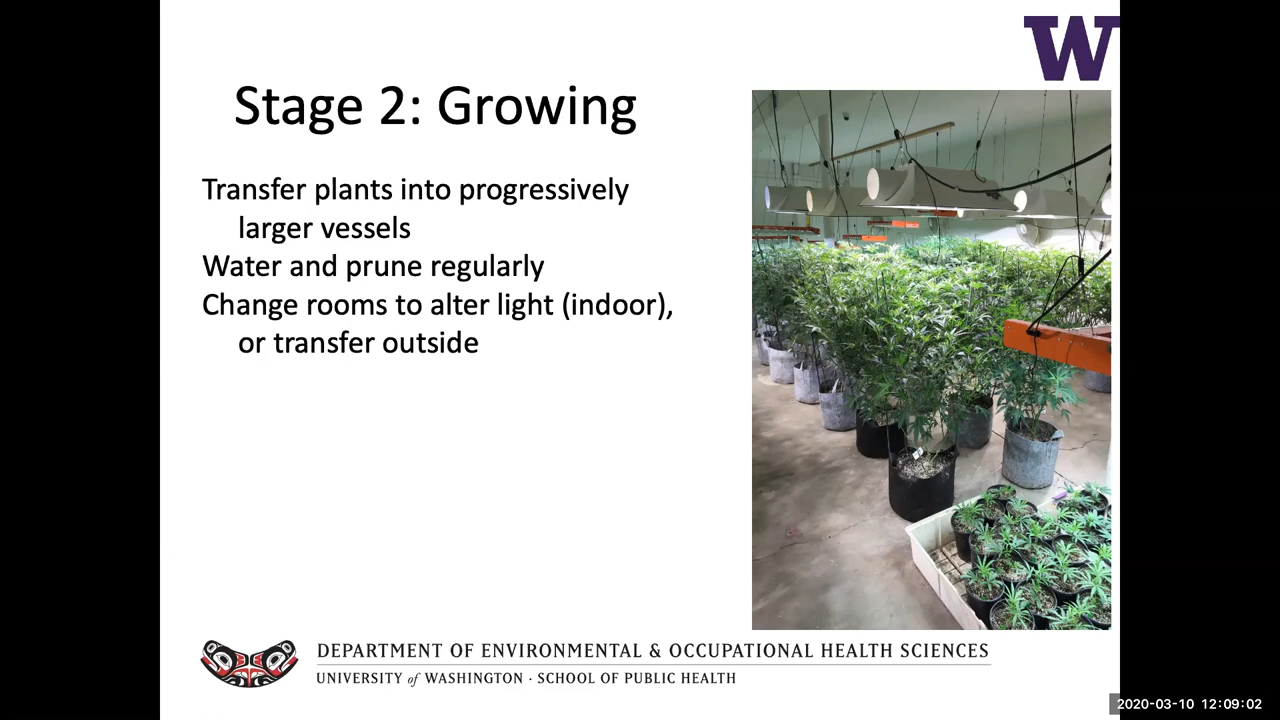 W
Stage 2: Growing
Transfer plants into progressively
larger vessels
Water and prune regularly
Change rooms to alter light (indoor),
or transfer outside
DEPARTMENT OF ENVIRONMENTAL & OCCUPATIONAL HEALTH SCIENCES
UNIVERSITY of WASHINGTON · SCHOOL OF PUBLIC HEALTH
2020-03-10 12:09:02